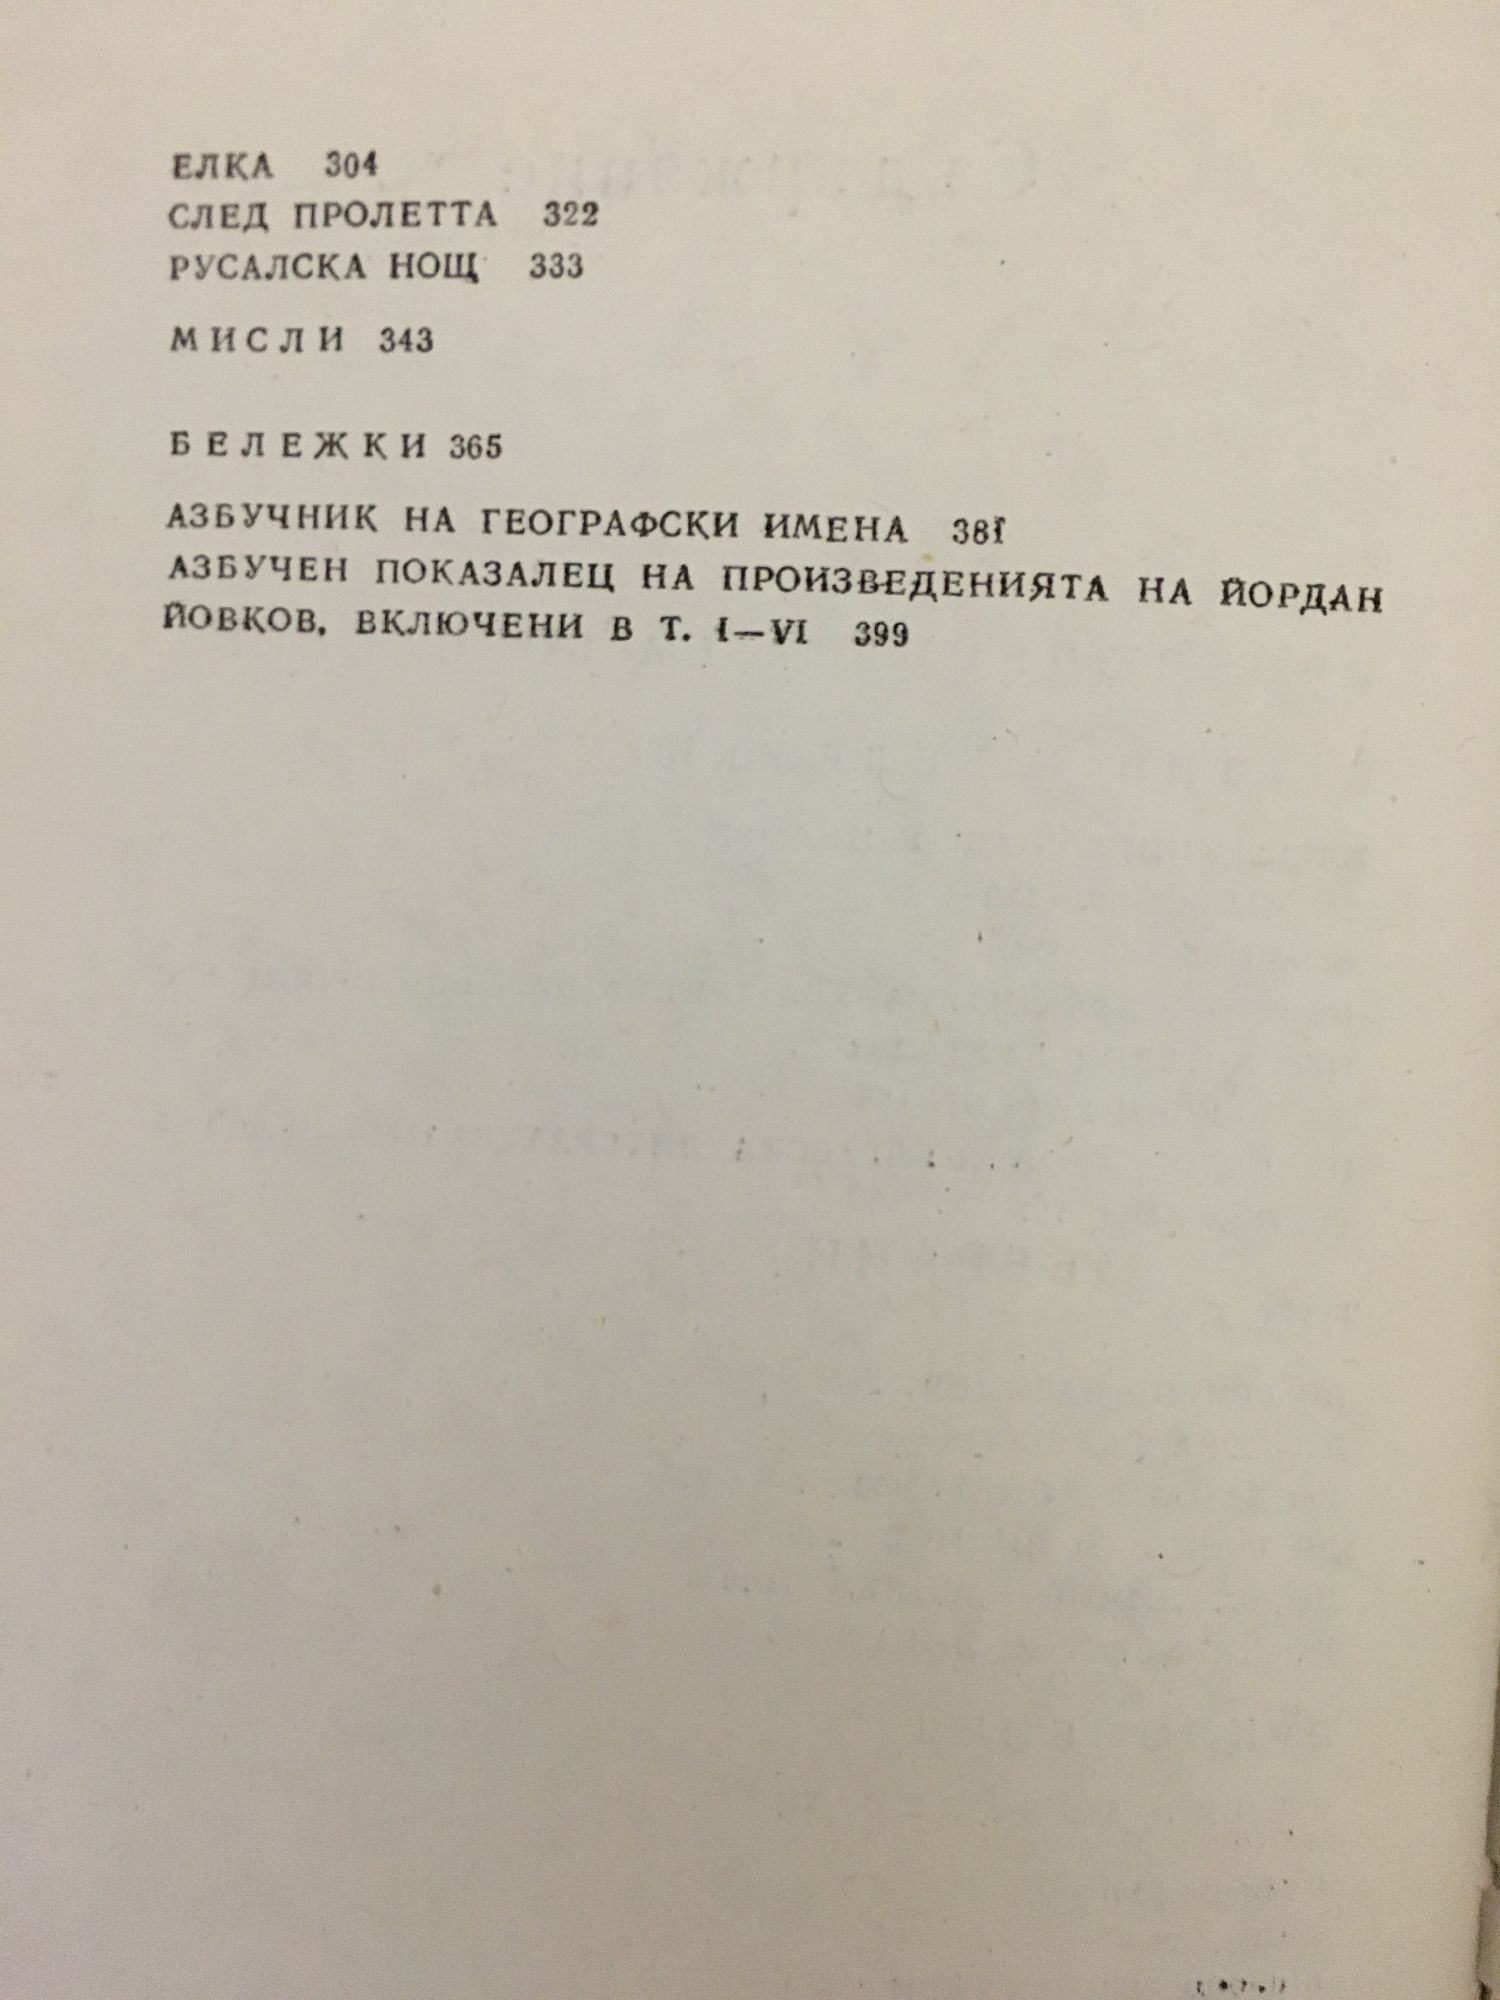 ЕЛКА 304
СЛЕД ПРОЛЕТТА 322
РУСАЛСКА НОЩ 333
МИСЛИ 343
БЕЛЕЖКИ 365
АЗБУЧНИК НА ГЕОГРАФСКИ ИМЕНА 381
АЗБУЧЕН ПОКАЗАЛЕЦ НА ПРОИЗВЕДЕНИЯТА НА ЙОРДАН
ЙОВКОВ, ВКЛЮЧЕНИ В Т. I—VI 399